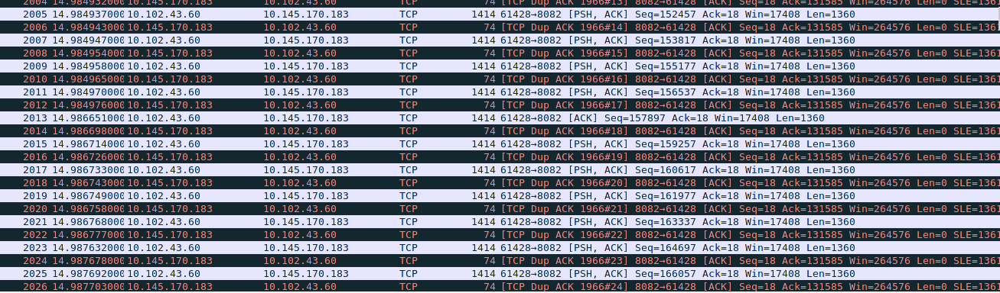 2004 14.984932000 10.145.170.183 10.102.43.60 TCP 74 [TCP Dup ACK 1966#13] 8082→61428 [ACK] Seq=18 Ack=131585 Win=264576 Len=0 SLE=1361
2005 14.984937000 10.102.43.60 10.145.170.183 TCP 1414 61428→8082 [PSH, ACK] Seq=152457 Ack=18 Win=17408 Len=1360
2006 14.984943000 10.145.170.183 10.102.43.60 TCP 74 [TCP Dup ACK 1966#14] 8082→61428 [ACK] Seq=18 Ack=131585 Win=264576 Len=0 SLE=1361
2007 14.984947000 10.102.43.60 10.145.170.183 TCP 1414 61428→8082 [PSH, ACK] Seq=153817 Ack=18 Win=17408 Len=1360
2008 14.984954000 10.145.170.183 10.102.43.60 TCP 74 [TCP Dup ACK 1966#15] 8082→61428 [ACK] Seq=18 Ack=131585 Win=264576 Len=0 SLE=1361
2009 14.984958000 10.102.43.60 10.145.170.183 TCP 1414 61428→8082 [PSH, ACK] Seq=155177 Ack=18 Win=17408 Len=1360
2010 14.984965000 10.145.170.183 10.102.43.60 TCP 74 [TCP Dup ACK 1966#16] 8082→61428 [ACK] Seq=18 Ack=131585 Win=264576 Len=0 SLE=1361
2011 14.984970000 10.102.43.60 10.145.170.183 TCP 1414 61428→8082 [PSH, ACK] Seq=156537 Ack=18 Win=17408 Len=1360
2012 14.984976000 10.145.170.183 10.102.43.60 TCP 74 [TCP Dup ACK 1966#17] 8082→61428 [ACK] Seq=18 Ack=131585 Win=264576 Len=0 SLE=1361
2013 14.986651000 10.102.43.60 10.145.170.183 TCP 1414 61428→8082 [ACK] Seq=157897 Ack=18 Win=17408 Len=1360
2014 14.986698000 10.145.170.183 10.102.43.60 TCP 74 [TCP Dup ACK 1966#18] 8082→61428 [ACK] Seq=18 Ack=131585 Win=264576 Len=0 SLE=1361
2015 14.986714000 10.102.43.60 10.145.170.183 TCP 1414 61428→8082 [PSH, ACK] Seq=159257 Ack=18 Win=17408 Len=1360
2016 14.986726000 10.145.170.183 10.102.43.60 TCP 74 [TCP Dup ACK 1966#19] 8082→61428 [ACK] Seq=18 Ack=131585 Win=264576 Len=0 SLE=1361
2017 14.986733000 10.102.43.60 10.145.170.183 TCP 1414 61428→8082 [PSH, ACK] Seq=160617 Ack=18 Win=17408 Len=1360
2018 14.986743000 10.145.170.183 10.102.43.60 TCP 74 [TCP Dup ACK 1966#20] 8082→61428 [ACK] Seq=18 Ack=131585 Win=264576 Len=0 SLE=1361
2019 14.986749000 10.102.43.60 10.145.170.183 TCP 1414 61428→8082 [PSH, ACK] Seq=161977 Ack=18 Win=17408 Len=1360
2020 14.986758000 10.145.170.183 10.102.43.60 TCP 74 [TCP Dup ACK 1966#21] 8082→61428 [ACK] Seq=18 Ack=131585 Win=264576 Len=0 SLE=1361
2021 14.986768000 10.102.43.60 10.145.170.183 TCP 1414 61428→8082 [PSH, ACK] Seq=163337 Ack=18 Win=17408 Len=1360
2022 14.986777000 10.145.170.183 10.102.43.60 TCP 74 [TCP Dup ACK 1966#22] 8082→61428 [ACK] Seq=18 Ack=131585 Win=264576 Len=0 SLE=1361
2023 14.987632000 10.102.43.60 10.145.170.183 TCP 1414 61428→8082 [PSH, ACK] Seq=164697 Ack=18 Win=17408 Len=1360
2024 14.987678000 10.145.170.183 10.102.43.60 TCP 74 [TCP Dup ACK 1966#23] 8082→61428 [ACK] Seq=18 Ack=131585 Win=264576 Len=0 SLE=1361
2025 14.987692000 10.102.43.60 10.145.170.183 TCP 1414 61428→8082 [PSH, ACK] Seq=166057 Ack=18 Win=17408 Len=1360
2026 14.987703000 10.145.170.183 10.102.43.60 TCP 74 [TCP Dup ACK 1966#24] 8082→61428 [ACK] Seq=18 Ack=131585 Win=264576 Len=0 SLE=1361